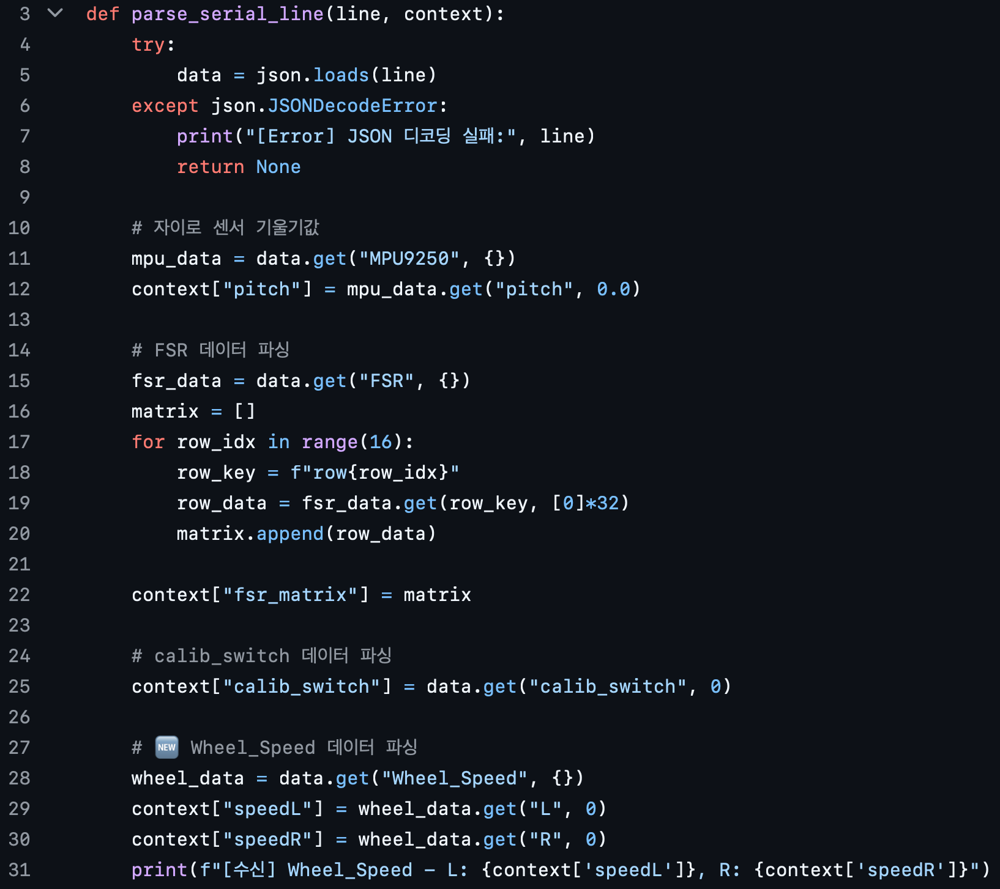 3 def parse_serial_line(line, context):
4 try:
5 data = json.loads(line)
6 except json.JSONDecodeError:
7 print("[Error] JSON 디코딩 실패:", line)
8 return None
9
10 # 자이로 센서 기울기값
11 mpu_data = data.get("MPU9250", {})
12 context["pitch"] = mpu_data.get("pitch", 0.0)
13
14 # FSR 데이터 파싱
15 fsr_data = data.get("FSR", {})
16 matrix = []
17 for row_idx in range(16):
18 row_key = f"row{row_idx}"
19 row_data = fsr_data.get(row_key, [0]*32)
20 matrix.append(row_data)
21
22 context["fsr_matrix"] = matrix
23
24 # calib_switch 데이터 파싱
25 context["calib_switch"] = data.get("calib_switch", 0)
26
27 # 🆕 Wheel_Speed 데이터 파싱
28 wheel_data = data.get("Wheel_Speed", {})
29 context["speedL"] = wheel_data.get("L", 0)
30 context["speedR"] = wheel_data.get("R", 0)
31 print(f"[수신] Wheel_Speed – L: {context['speedL']}, R: {context['speedR']}")